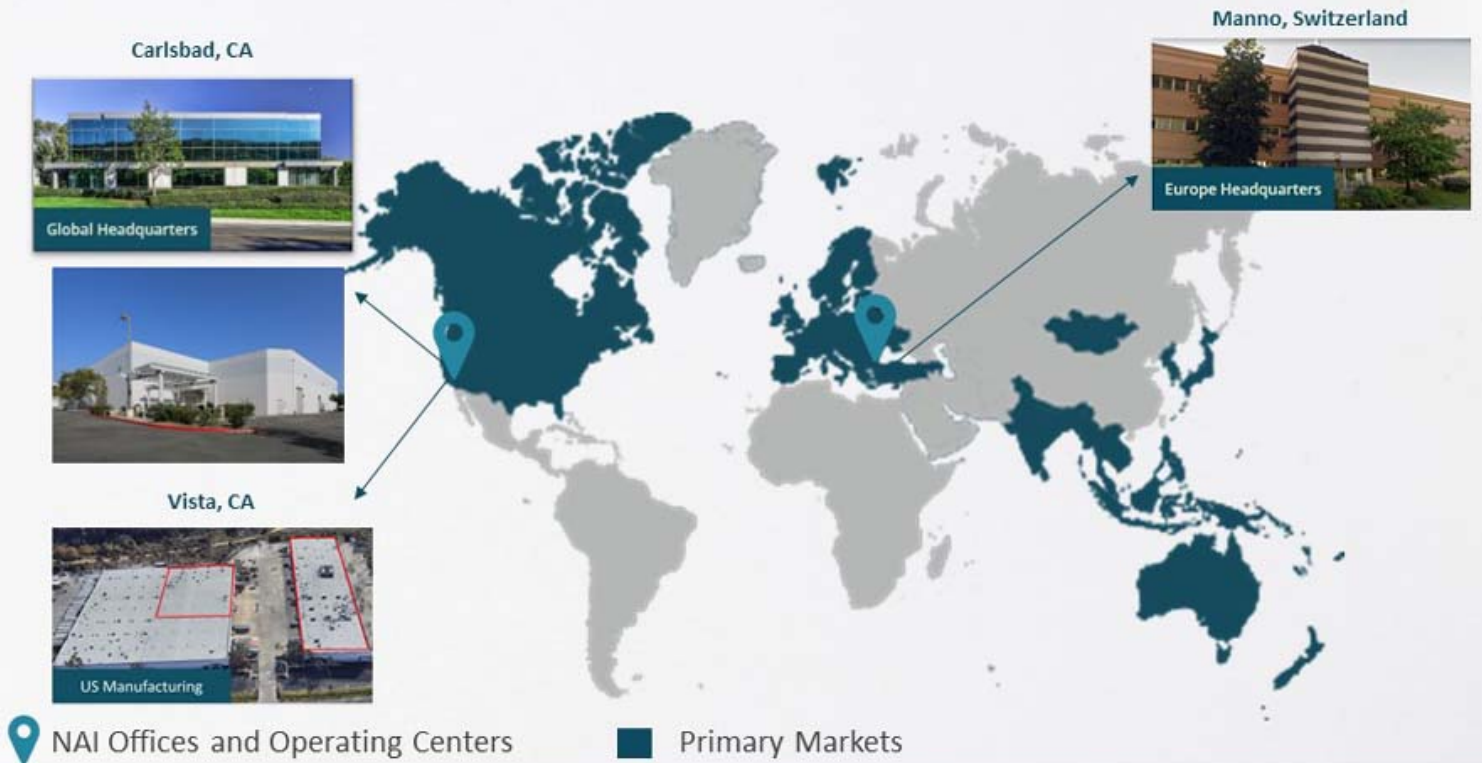 Manno, Switzerland
Carlsbad, CA
Global Headquarters
Europe Headquarters
Vista, CA
US Manufacturing
NAI Offices and Operating Centers
Primary Markets